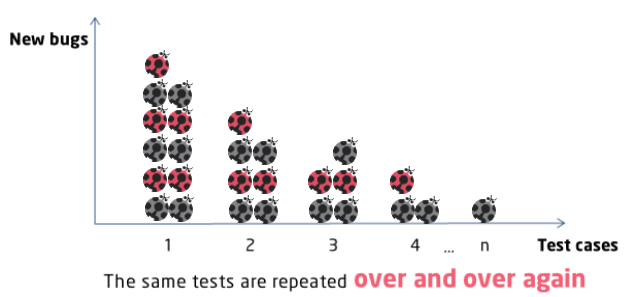 New bugs
1 2 3 4 ... n Test cases
The same tests are repeated over and over again